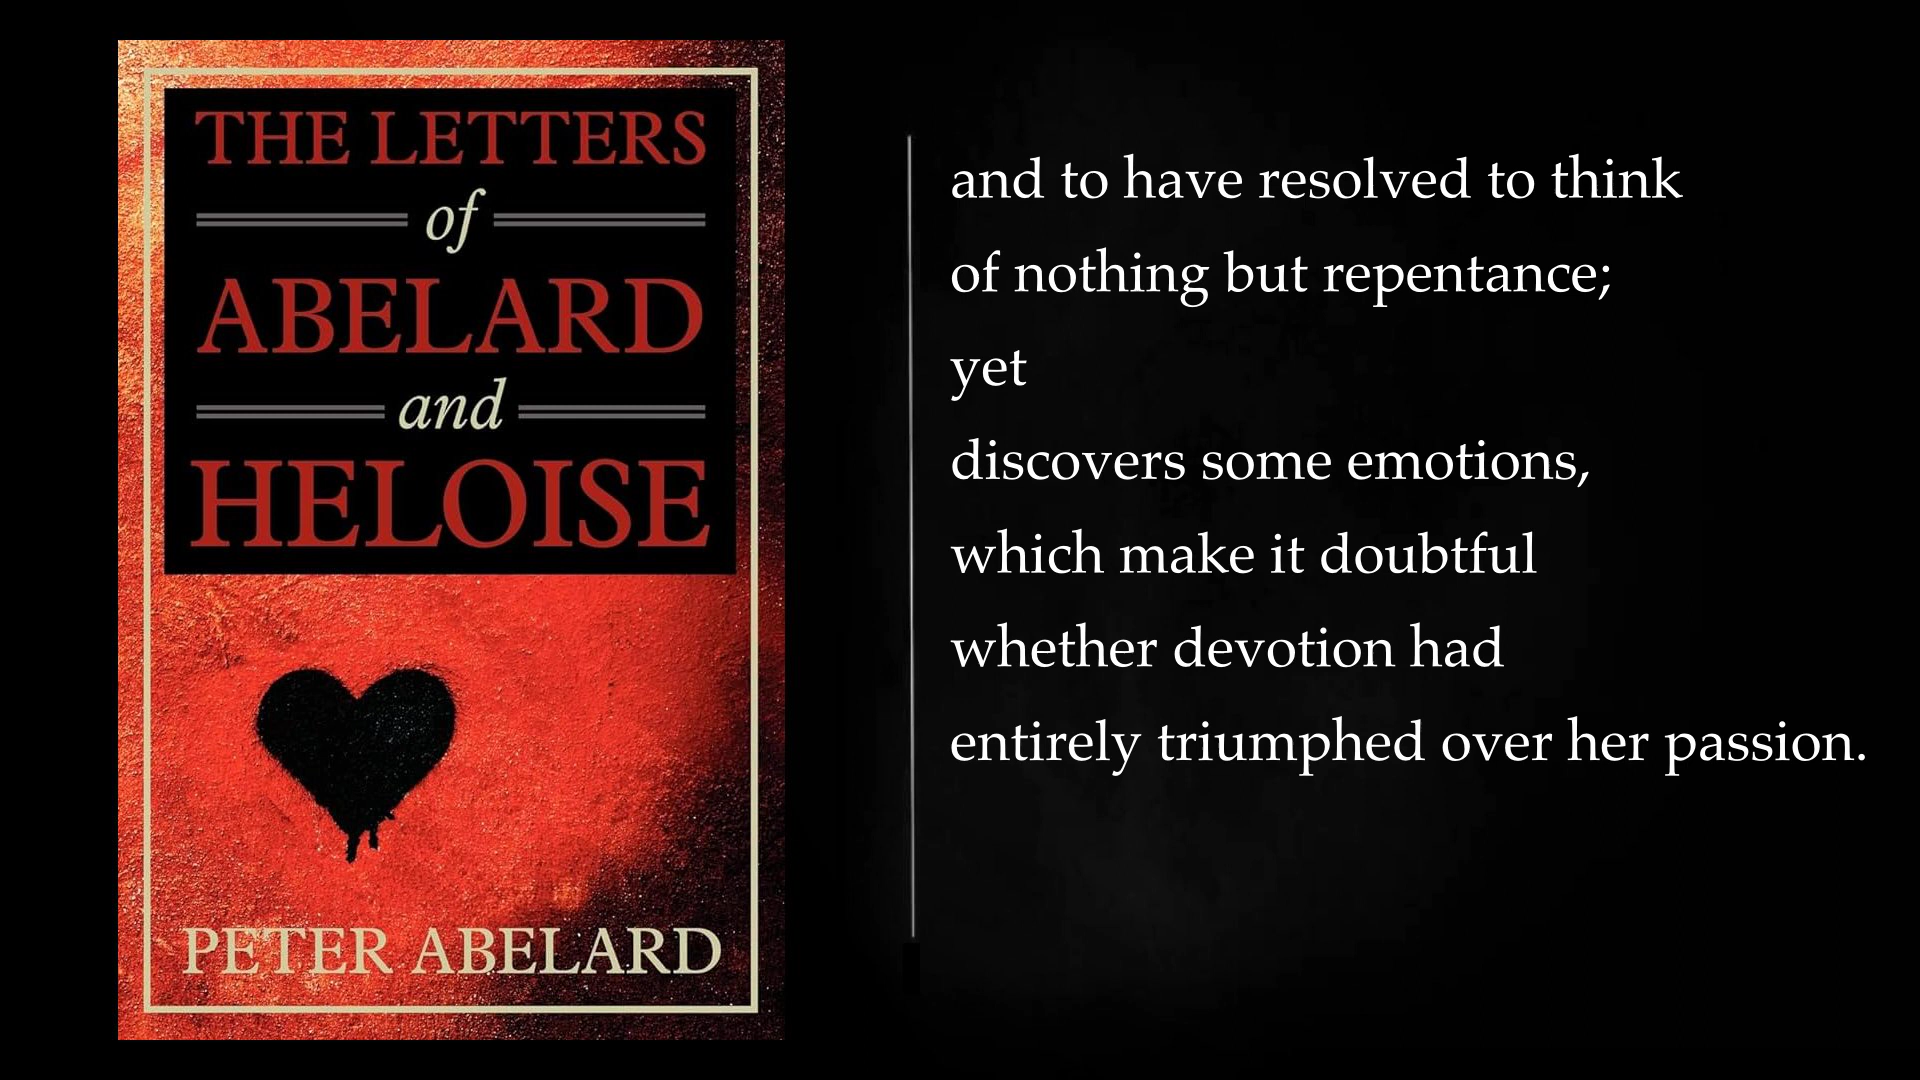 THE LETTERS
of
ABELARD
and
HELOISE
PETER ABELARD
and to have resolved to think
of nothing but repentance;
yet
discovers some emotions,
which make it doubtful
whether devotion had
entirely triumphed over her passion.